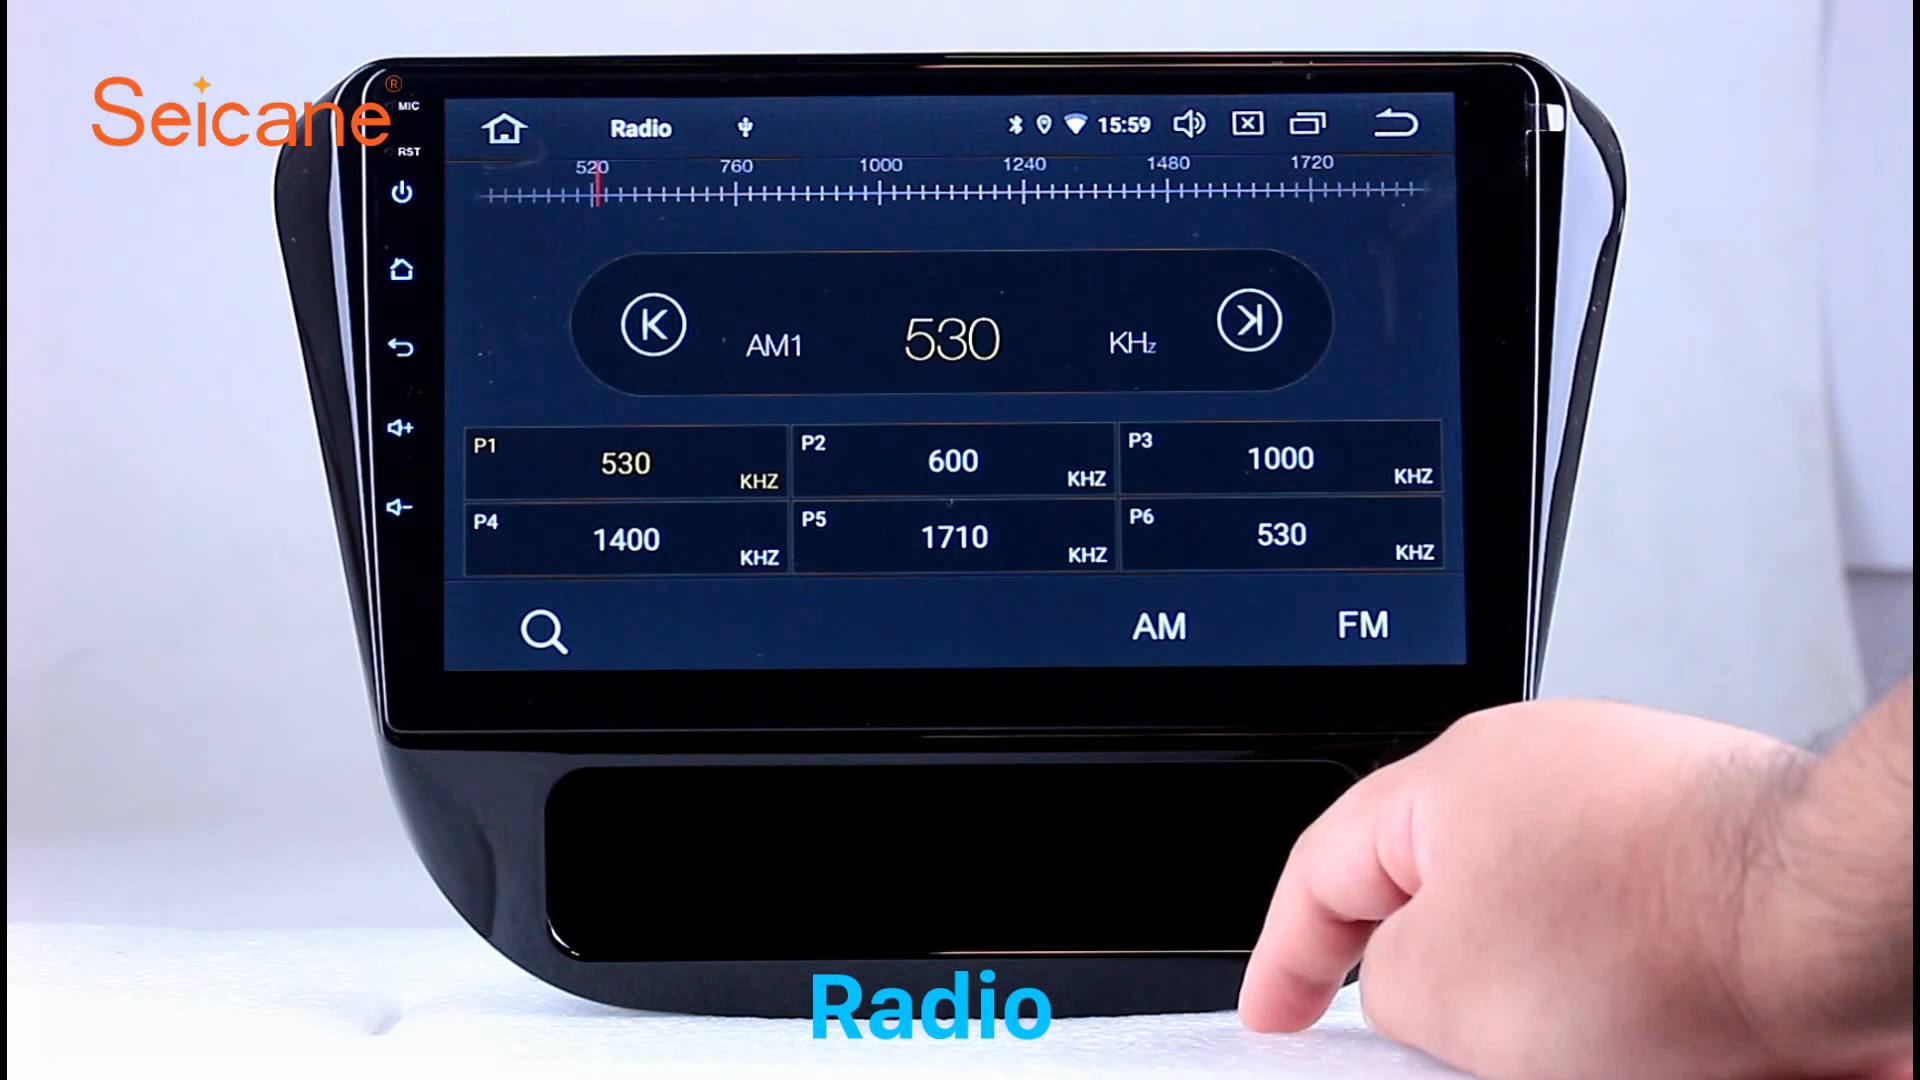 Seicane®
MIC
RST
Radio 15:59
520 760 1000 1240 1480 1720
AM1 530 KHz
P1 530 KHZ P2 600 KHZ P3 1000 KHZ
P4 1400 KHZ P5 1710 KHZ P6 530 KHZ
AM FM
Radio